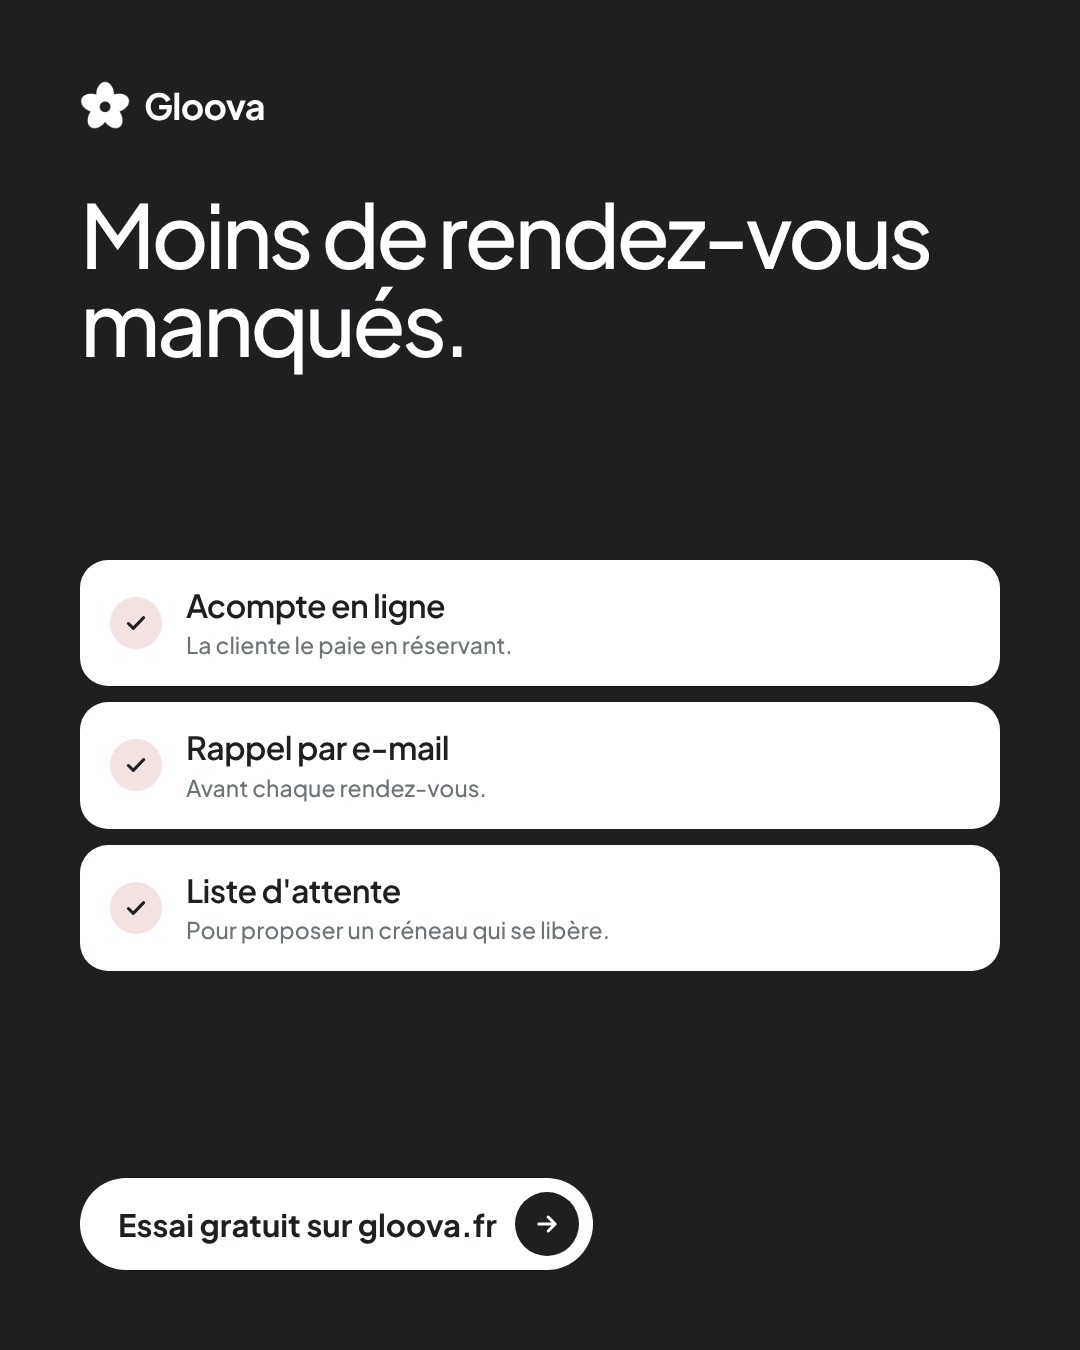 Gloova
Moins de rendez-vous
manqués.
Acompte en ligne
La cliente le paie en réservant.
Rappel par e-mail
Avant chaque rendez-vous.
Liste d'attente
Pour proposer un créneau qui se libère.
Essai gratuit sur gloova.fr